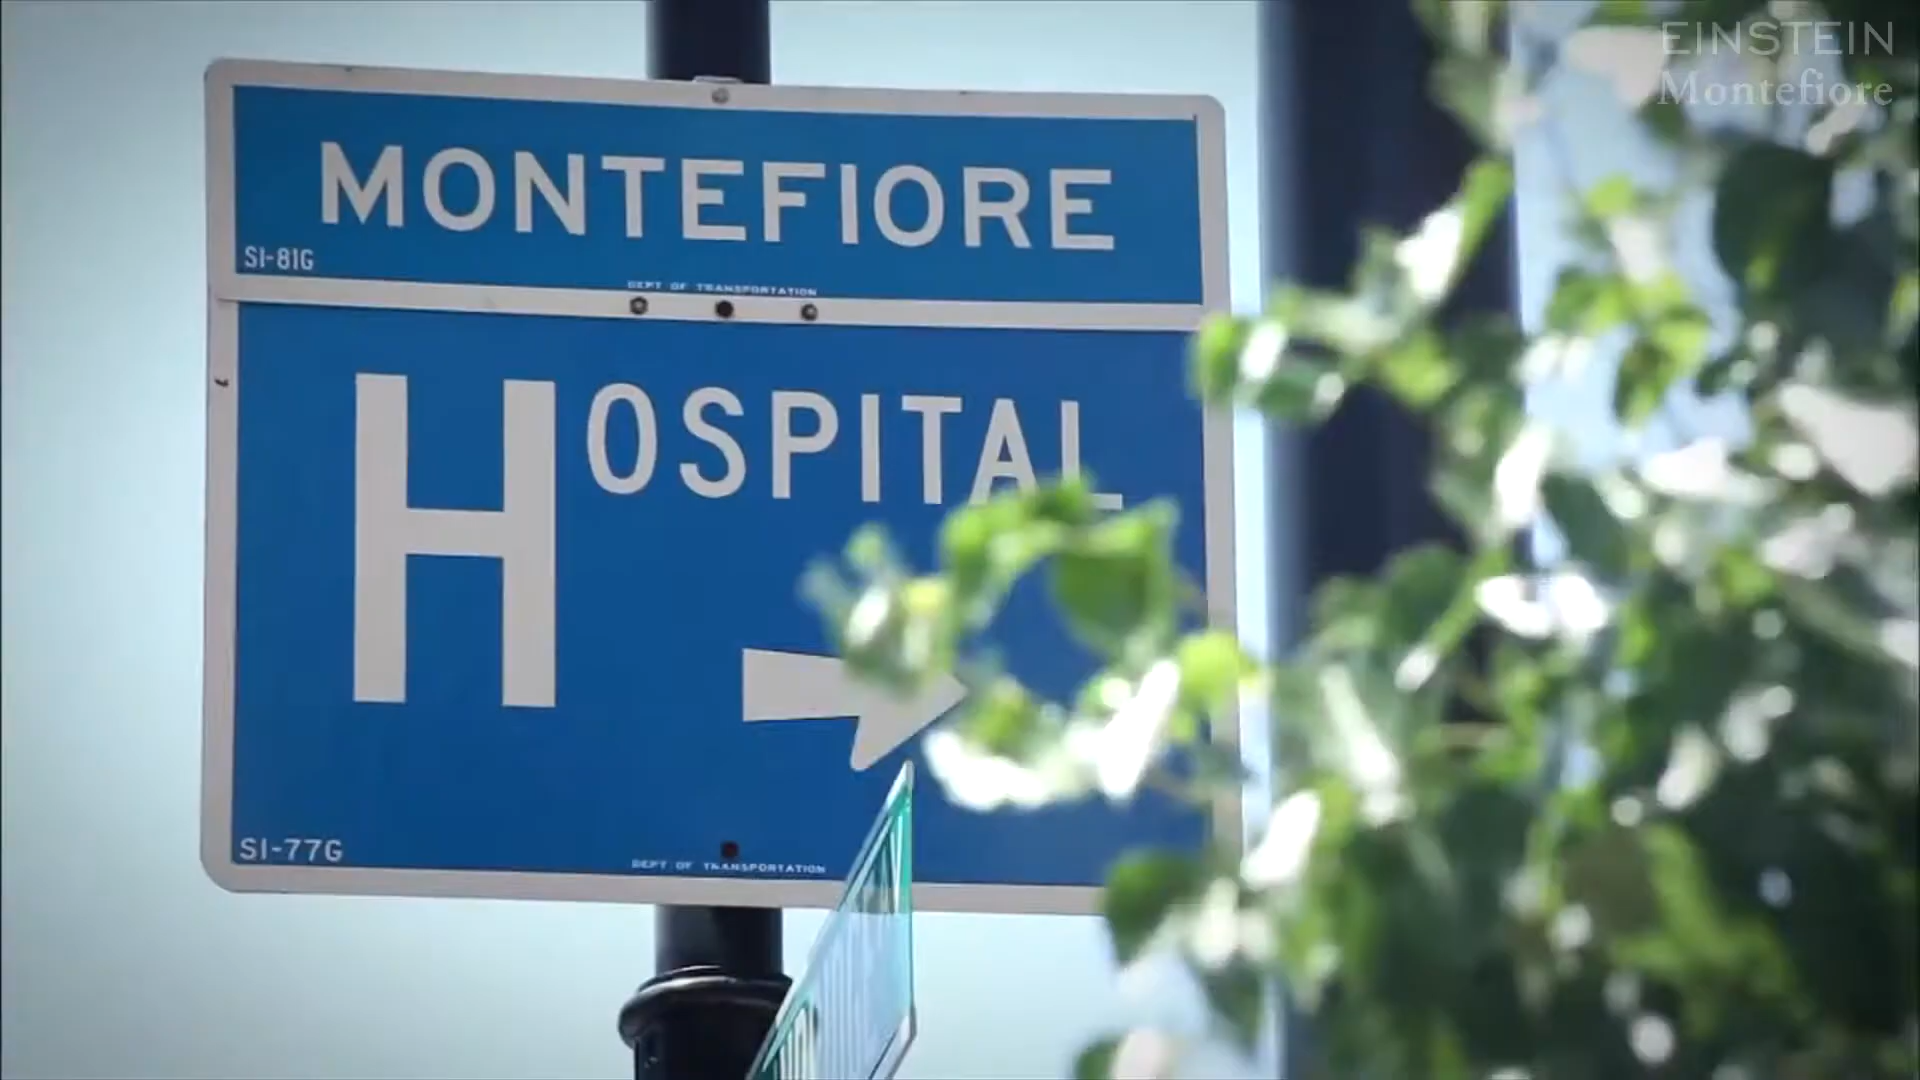 EINSTEIN
Montefiore
MONTEFIORE
SI-81G
DEPT OF TRANSPORTATION
HOSPITAL
SI-77G
DEPT OF TRANSPORTATION